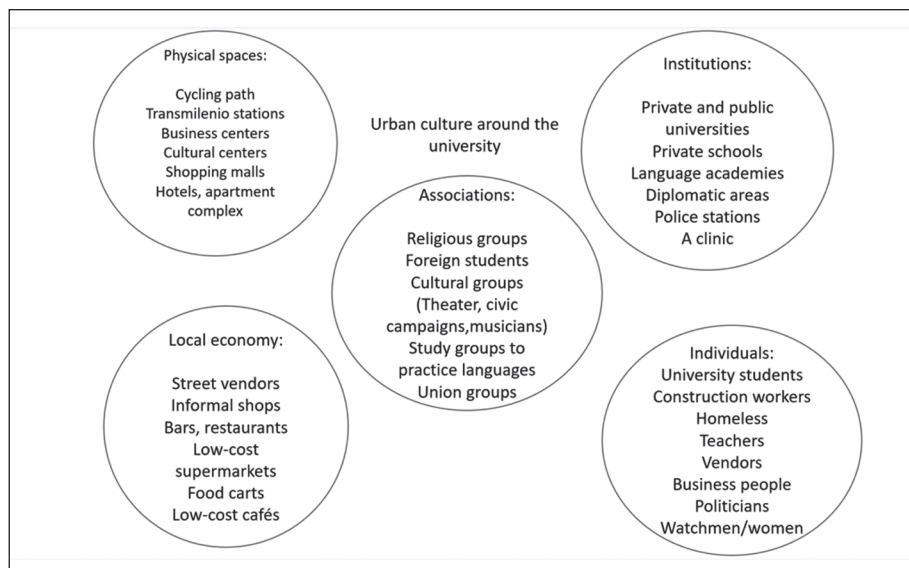 Physical spaces:
Cycling path
Transmilenio stations
Business centers
Cultural centers
Shopping malls
Hotels, apartment
complex
Urban culture around the
university
Institutions:
Private and public
universities
Private schools
Language academies
Diplomatic areas
Police stations
A clinic
Associations:
Religious groups
Foreign students
Cultural groups
(Theater, civic
campaigns,musicians)
Study groups to
practice languages
Union groups
Local economy:
Street vendors
Informal shops
Bars, restaurants
Low-cost
supermarkets
Food carts
Low-cost cafés
Individuals:
University students
Construction workers
Homeless
Teachers
Vendors
Business people
Politicians
Watchmen/women